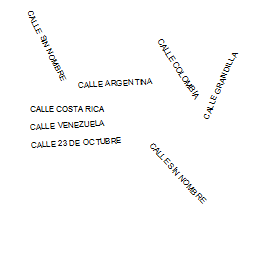 CALLE SIN NOMBRE
CALLE COLOMBIA
CALLE GRANDILLA
CALLE ARGENTINA
CALLE COSTA RICA
CALLE VENEZUELA
CALLE 23 DE OCTUBRE
CALLE SIN NOMBRE